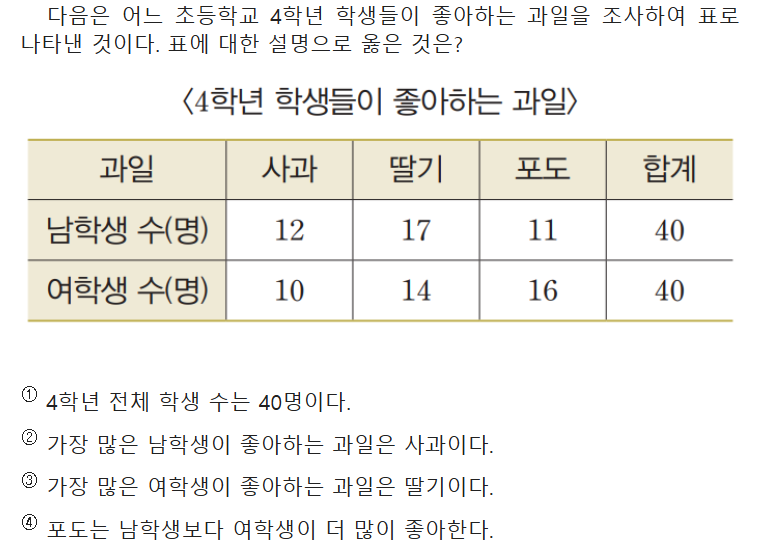 다음은 어느 초등학교 4학년 학생들이 좋아하는 과일을 조사하여 표로
나타낸 것이다. 표에 대한 설명으로 옳은 것은?
〈4학년 학생들이 좋아하는 과일〉
과일 사과 딸기 포도 합계
남학생 수(명) 12 17 11 40
여학생 수(명) 10 14 16 40
① 4학년 전체 학생 수는 40명이다.
② 가장 많은 남학생이 좋아하는 과일은 사과이다.
③ 가장 많은 여학생이 좋아하는 과일은 딸기이다.
④ 포도는 남학생보다 여학생이 더 많이 좋아한다.